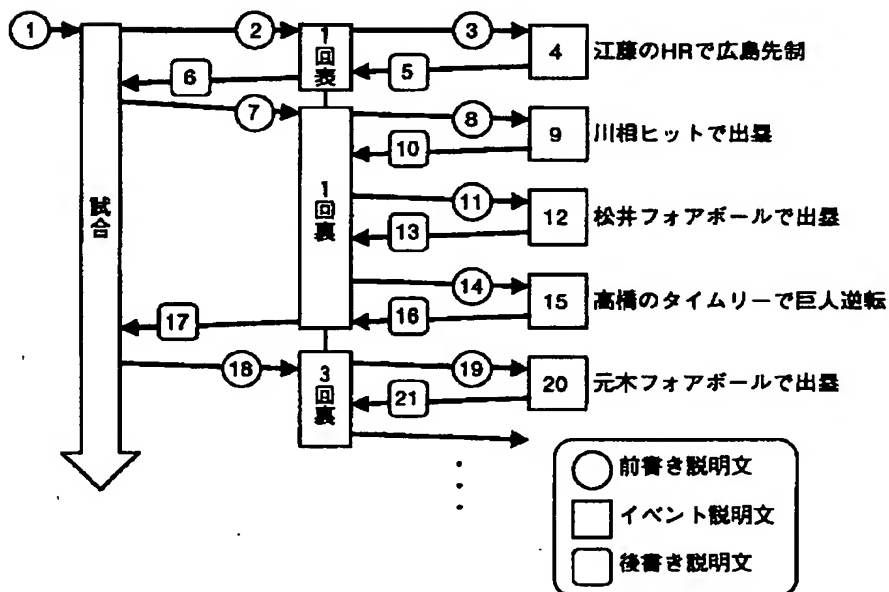 1
2
3
4
江藤のHRで広島先制
5
6
1回表
7
8
9
川相ヒットで出塁
10
11
12
松井フォアボールで出塁
13
1回裏
試合
14
15
高橋のタイムリーで巨人逆転
16
17
18
19
20
元木フォアボールで出塁
21
3回裏
前書き説明文
イベント説明文
後書き説明文